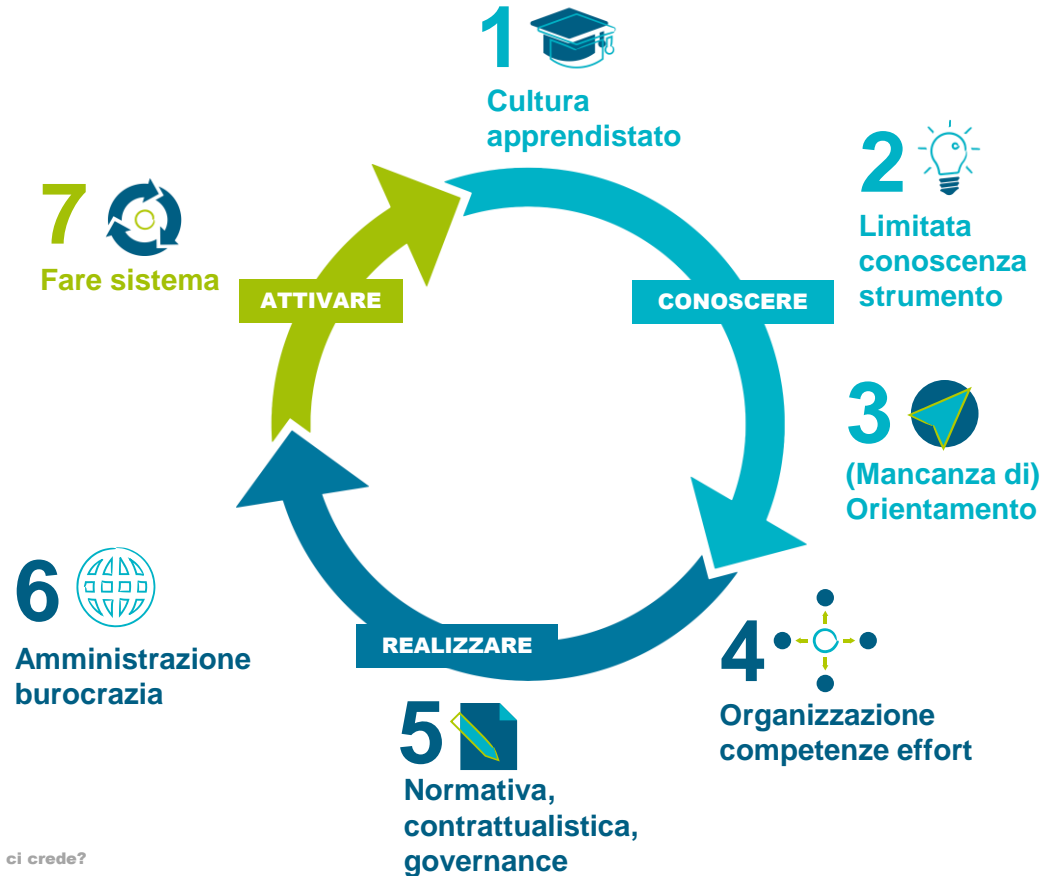 1
Cultura
apprendistato
2
Limitata
conoscenza
strumento
7
Fare sistema
ATTIVARE
CONOSCERE
3
(Mancanza di)
Orientamento
6
Amministrazione
burocrazia
REALIZZARE
4
Organizzazione
competenze effort
5
Normativa,
contrattualistica,
governance
ci crede?